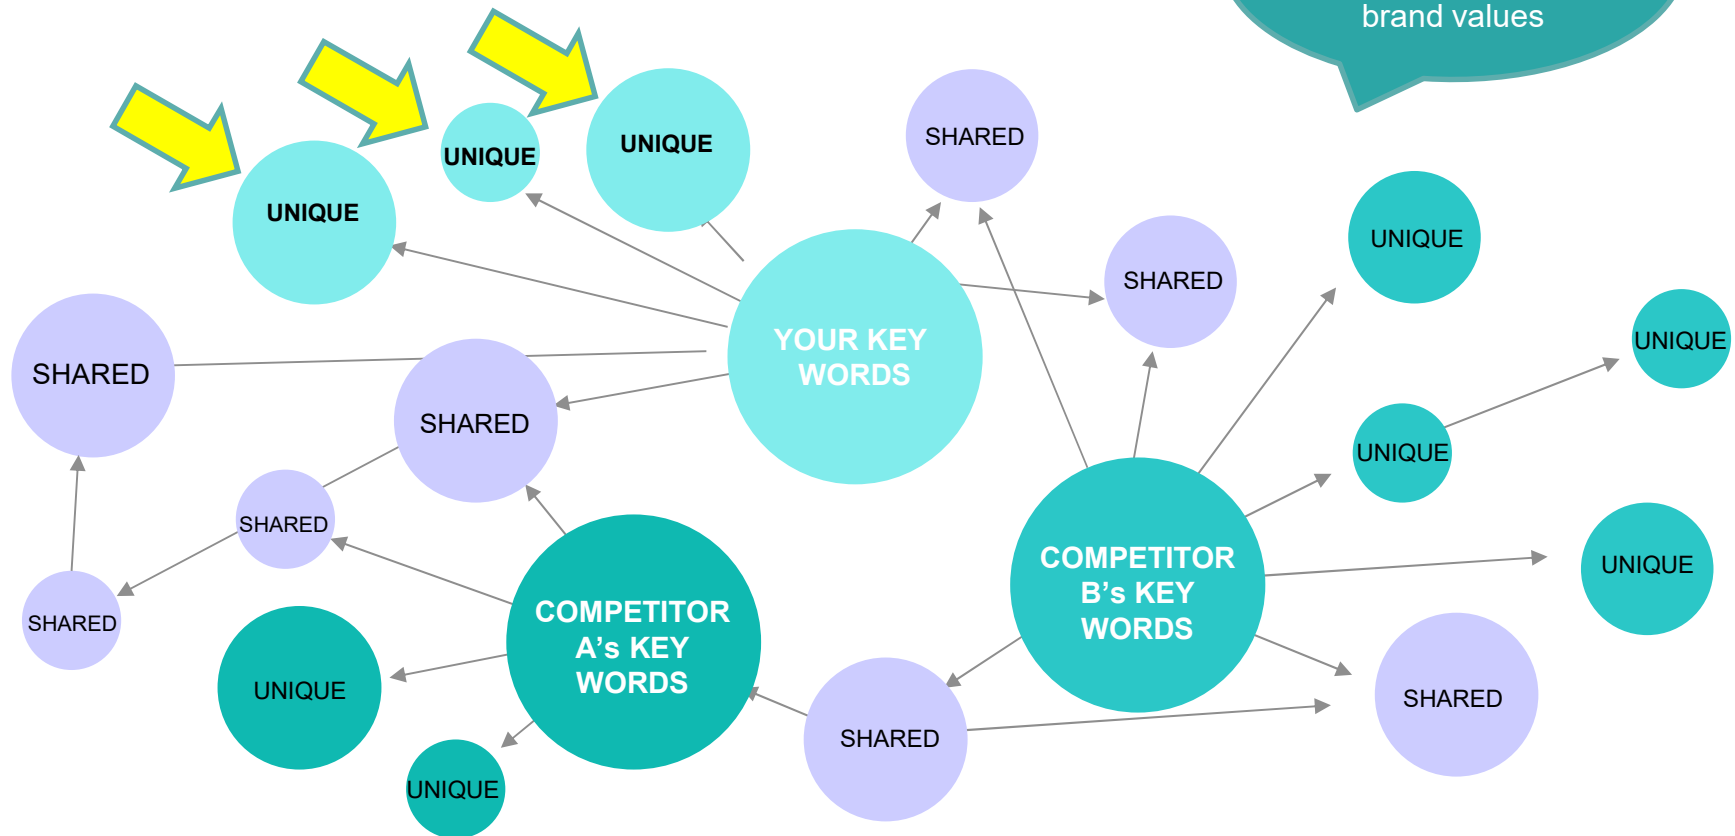 brand values
UNIQUE
UNIQUE
UNIQUE
SHARED
SHARED
UNIQUE
UNIQUE
UNIQUE
UNIQUE
YOUR KEY
WORDS
SHARED
SHARED
SHARED
SHARED
COMPETITOR
A's KEY
WORDS
COMPETITOR
B's KEY
WORDS
UNIQUE
UNIQUE
SHARED
SHARED